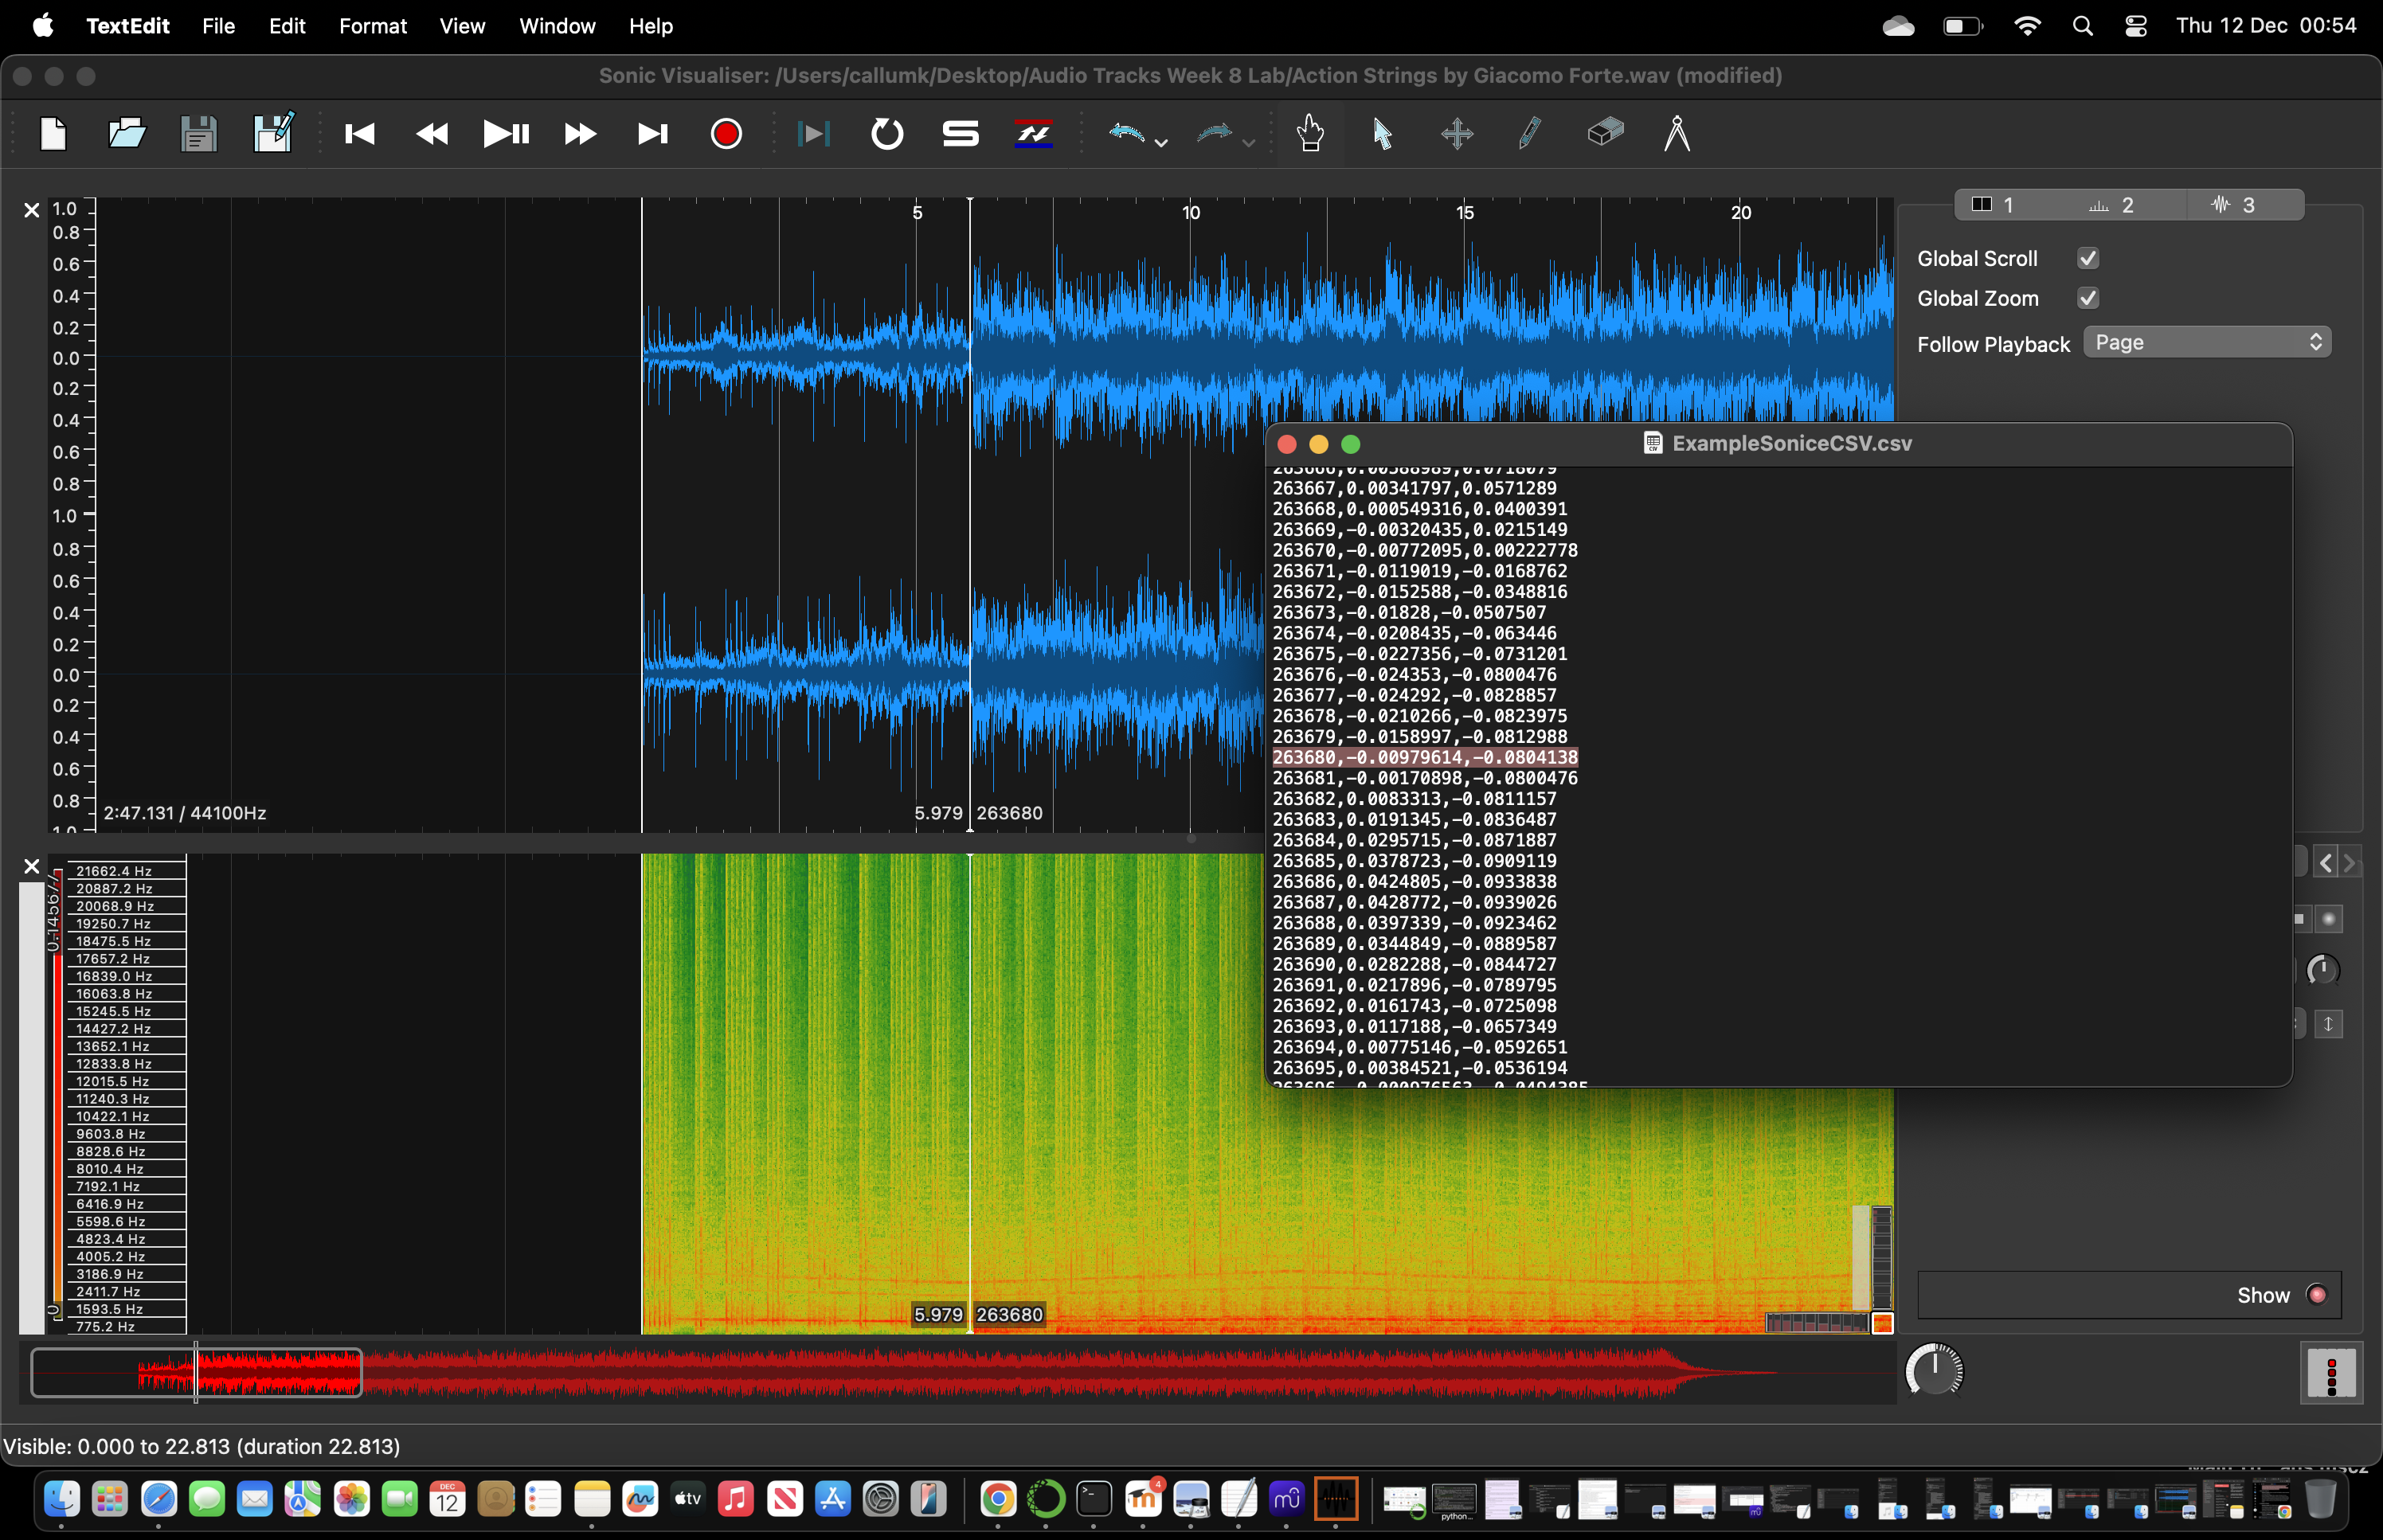 TextEdit File Edit Format View Window Help Thu 12 Dec 00:54
Sonic Visualiser: /Users/callumk/Desktop/Audio Tracks Week 8 Lab/Action Strings by Giacomo Forte.wav (modified)
1 2 3
5 10 15 20
1.0
0.8
0.6
0.4
0.2
0.0
0.2
0.4
0.6
0.8
1.0
0.8
0.6
0.4
0.2
0.0
0.2
0.4
0.6
0.8
1.0
2:47.131 / 44100Hz
5.979 263680
Global Scroll
Global Zoom
Follow Playback Page
ExampleSoniceCSV.csv
263666,0.00588989,0.0718079
263667,0.00341797,0.0571289
263668,0.000549316,0.0400391
263669,-0.00320435,0.0215149
263670,-0.00772095,0.00222778
263671,-0.0119019,-0.0168762
263672,-0.0152588,-0.0348816
263673,-0.01828,-0.0507507
263674,-0.0208435,-0.063446
263675,-0.0227356,-0.0731201
263676,-0.024353,-0.0800476
263677,-0.024292,-0.0828857
263678,-0.0210266,-0.0823975
263679,-0.0158997,-0.0812988
263680,-0.00979614,-0.0804138
263681,-0.00170898,-0.0800476
263682,0.0083313,-0.0811157
263683,0.0191345,-0.0836487
263684,0.0295715,-0.0871887
263685,0.0378723,-0.0909119
263686,0.0424805,-0.0933838
263687,0.0428772,-0.0939026
263688,0.0397339,-0.0923462
263689,0.0344849,-0.0889587
263690,0.0282288,-0.0844727
263691,0.0217896,-0.0789795
263692,0.0161743,-0.0725098
263693,0.0117188,-0.0657349
263694,0.00775146,-0.0592651
263695,0.00384521,-0.0536194
21662.4 Hz
20887.2 Hz
20068.9 Hz
19250.7 Hz
18475.5 Hz
17657.2 Hz
16839.0 Hz
16063.8 Hz
15245.5 Hz
14427.2 Hz
13652.1 Hz
12833.8 Hz
12015.5 Hz
11240.3 Hz
10422.1 Hz
9603.8 Hz
8828.6 Hz
8010.4 Hz
7192.1 Hz
6416.9 Hz
5598.6 Hz
4823.4 Hz
4005.2 Hz
3186.9 Hz
2411.7 Hz
1593.5 Hz
775.2 Hz
0
5.979 263680
Show
Visible: 0.000 to 22.813 (duration 22.813)
DEC
12
tv
4
python...